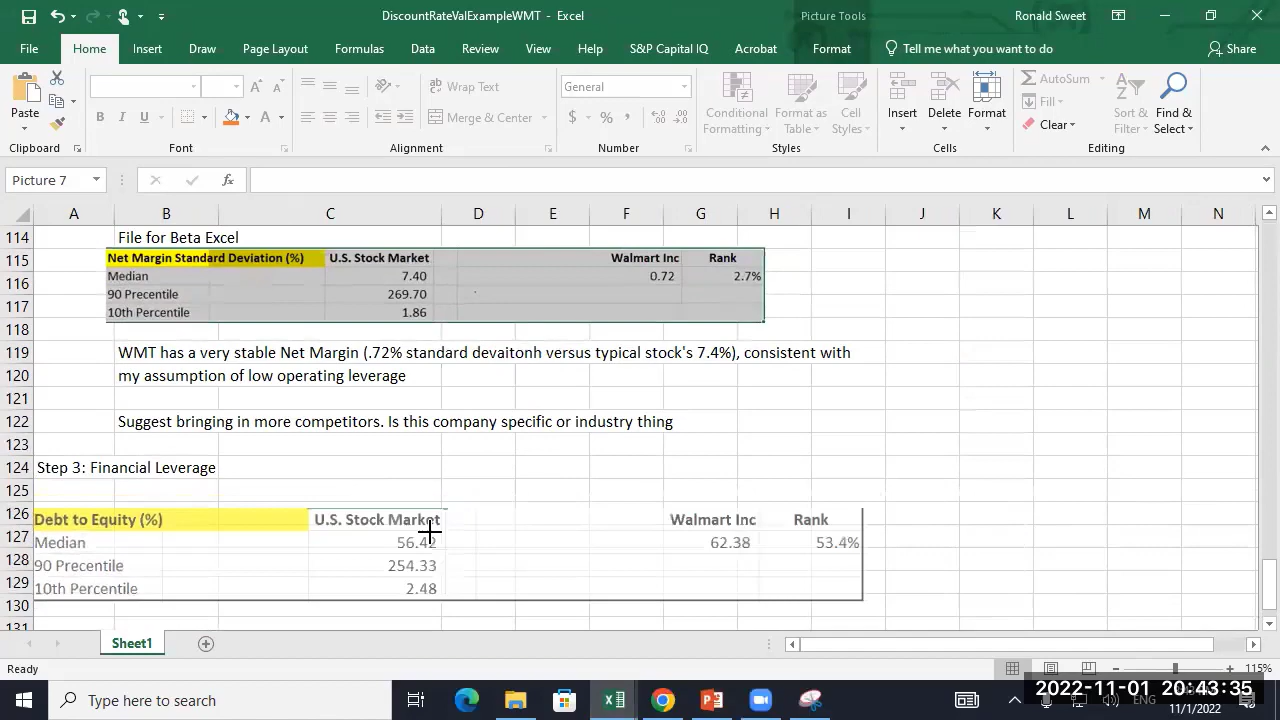 DiscountRateValExampleWMT - Excel Picture Tools Ronald Sweet
File Home Insert Draw Page Layout Formulas Data Review View Help S&P Capital IQ Acrobat Format Tell me what you want to do Share
Paste Wrap Text General Conditional Formatting Format as Table Cell Styles Insert Delete Format AutoSum Fill Clear Sort & Filter Find & Select
B I U Merge & Center $ %
Clipboard Font Alignment Number Styles Cells Editing
Picture 7 fx
A B C D E F G H I J K L M N
114 File for Beta Excel
115 Net Margin Standard Deviation (%) U.S. Stock Market Walmart Inc Rank
116 Median 7.40 0.72 2.7%
117 90 Precentile 269.70
118 10th Percentile 1.86
119 WMT has a very stable Net Margin (.72% standard devaitonh versus typical stock's 7.4%), consistent with
120 my assumption of low operating leverage
121
122 Suggest bringing in more competitors. Is this company specific or industry thing
123
124 Step 3: Financial Leverage
125
126 Debt to Equity (%) U.S. Stock Market Walmart Inc Rank
127 Median 56.42 62.38 53.4%
128 90 Precentile 254.33
129 10th Percentile 2.48
130
131
Sheet1
Ready 115%
Type here to search ENG 2022-11-01 20:43:35
11/1/2022